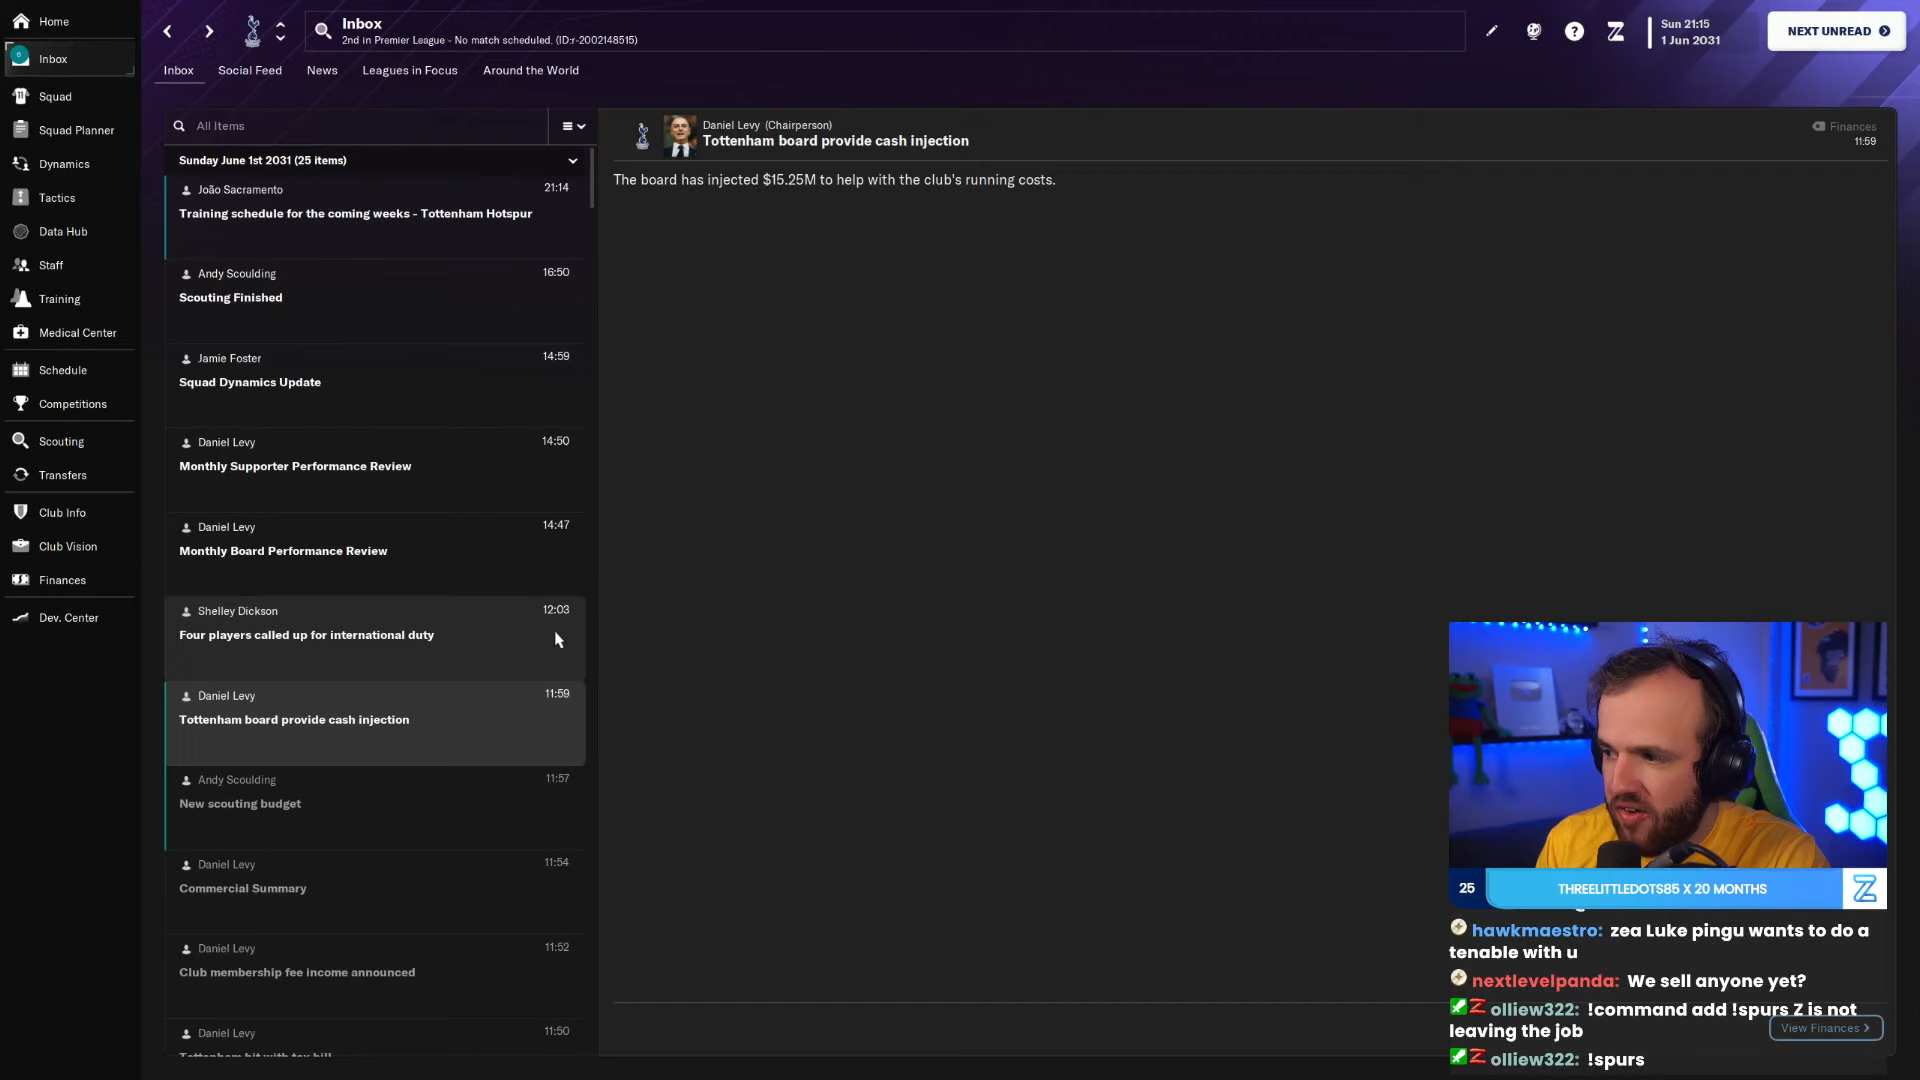 Home
Inbox
Squad
Squad Planner
Dynamics
Tactics
Data Hub
Staff
Training
Medical Center
Schedule
Competitions
Scouting
Transfers
Club Info
Club Vision
Finances
Dev. Center
Inbox
2nd in Premier League - No match scheduled. (ID:r-2002148515)
Sun 21:15
1 Jun 2031
NEXT UNREAD
Inbox Social Feed News Leagues in Focus Around the World
All Items
Sunday June 1st 2031 (25 items)
João Sacramento 21:14
Training schedule for the coming weeks - Tottenham Hotspur
Andy Scoulding 16:50
Scouting Finished
Jamie Foster 14:59
Squad Dynamics Update
Daniel Levy 14:50
Monthly Supporter Performance Review
Daniel Levy 14:47
Monthly Board Performance Review
Shelley Dickson 12:03
Four players called up for international duty
Daniel Levy 11:59
Tottenham board provide cash injection
Andy Scoulding 11:57
New scouting budget
Daniel Levy 11:54
Commercial Summary
Daniel Levy 11:52
Club membership fee income announced
Daniel Levy 11:50
Tottenham hit with tax bill
Daniel Levy (Chairperson)
Tottenham board provide cash injection
Finances
11:59
The board has injected $15.25M to help with the club's running costs.
25 THREELITTLEDOTS85 X 20 MONTHS
hawkmaestro: zea Luke pingu wants to do a
tenable with u
nextlevelpanda: We sell anyone yet?
olliew322: !command add !spurs Z is not
leaving the job
View Finances
olliew322: !spurs